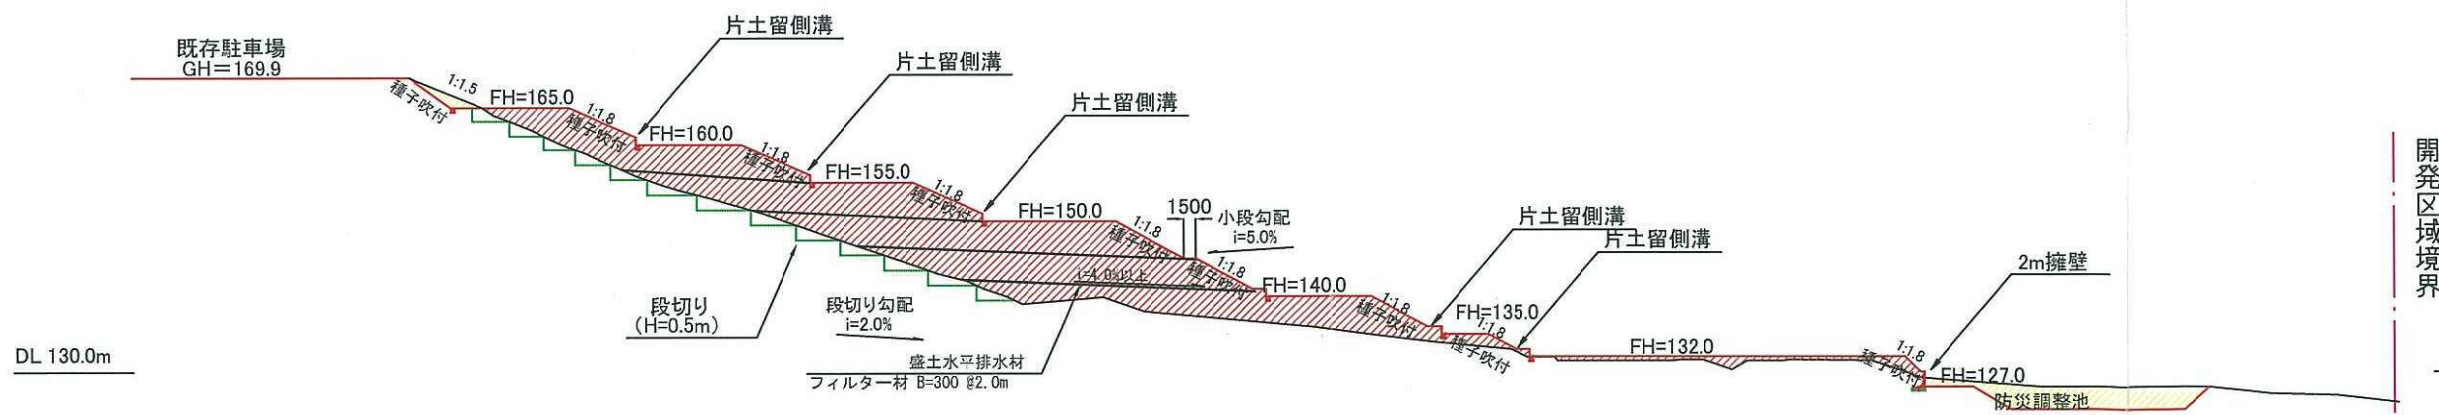 片土留側溝
既存駐車場
GH=169.9
片土留側溝
1:1.5
種子吹付
FH=165.0
片土留側溝
1:1.8
種子吹付
FH=160.0
1:1.8
種子吹付
FH=155.0
1:1.8
種子吹付
FH=150.0
1500
小段勾配
i=5.0%
片土留側溝
片土留側溝
1:1.8
種子吹付
1:1.8
種子吹付
i=4.0%以上
FH=140.0
2m擁壁
開発区域境界
段切り
(H=0.5m)
段切り勾配
i=2.0%
1:1.8
種子吹付
FH=135.0
1:1.8
種子吹付
FH=132.0
1:1.8
種子吹付
DL 130.0m
盛土水平排水材
フィルター材 B=300 @2.0m
FH=127.0
防災調整池